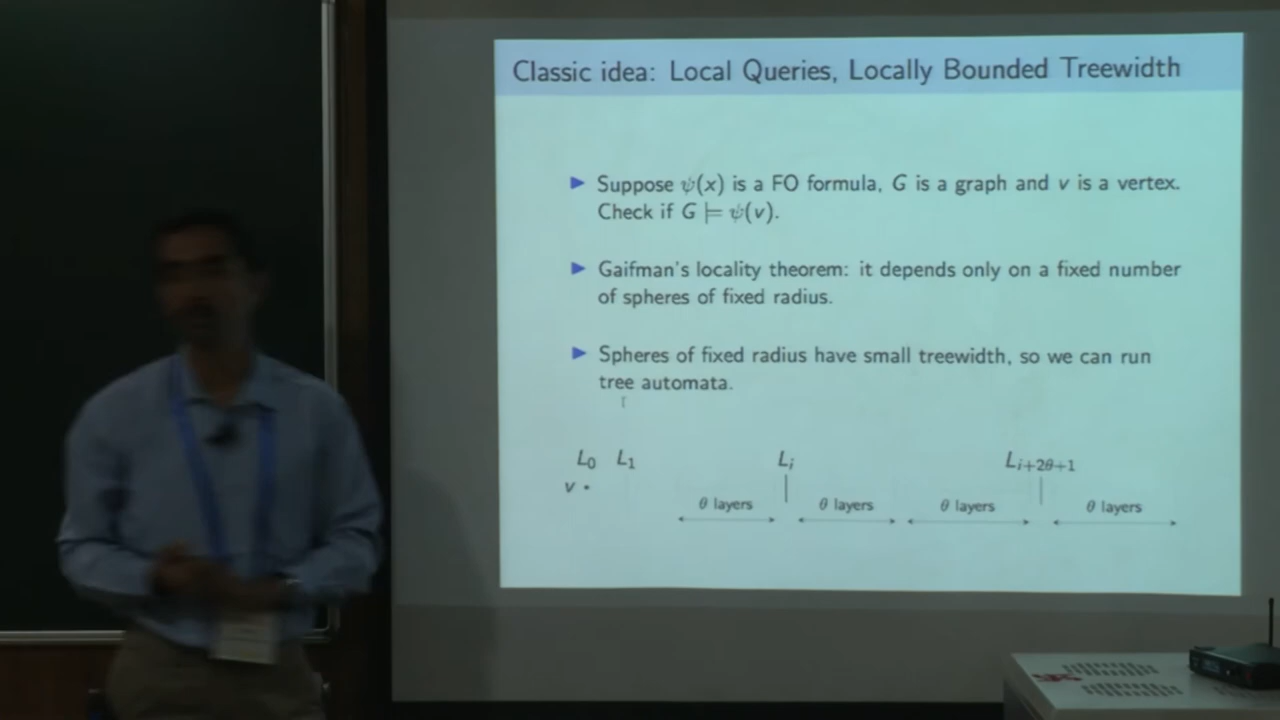 Classic idea: Local Queries, Locally Bounded Treewidth
▶ Suppose ψ(x) is a FO formula, G is a graph and v is a vertex.
Check if G ⊨ ψ(v).
▶ Gaifman's locality theorem: it depends only on a fixed number
of spheres of fixed radius.
▶ Spheres of fixed radius have small treewidth, so we can run
tree automata.
L₀ L₁ Lᵢ L_{i+2θ+1}
v •
θ layers θ layers θ layers θ layers